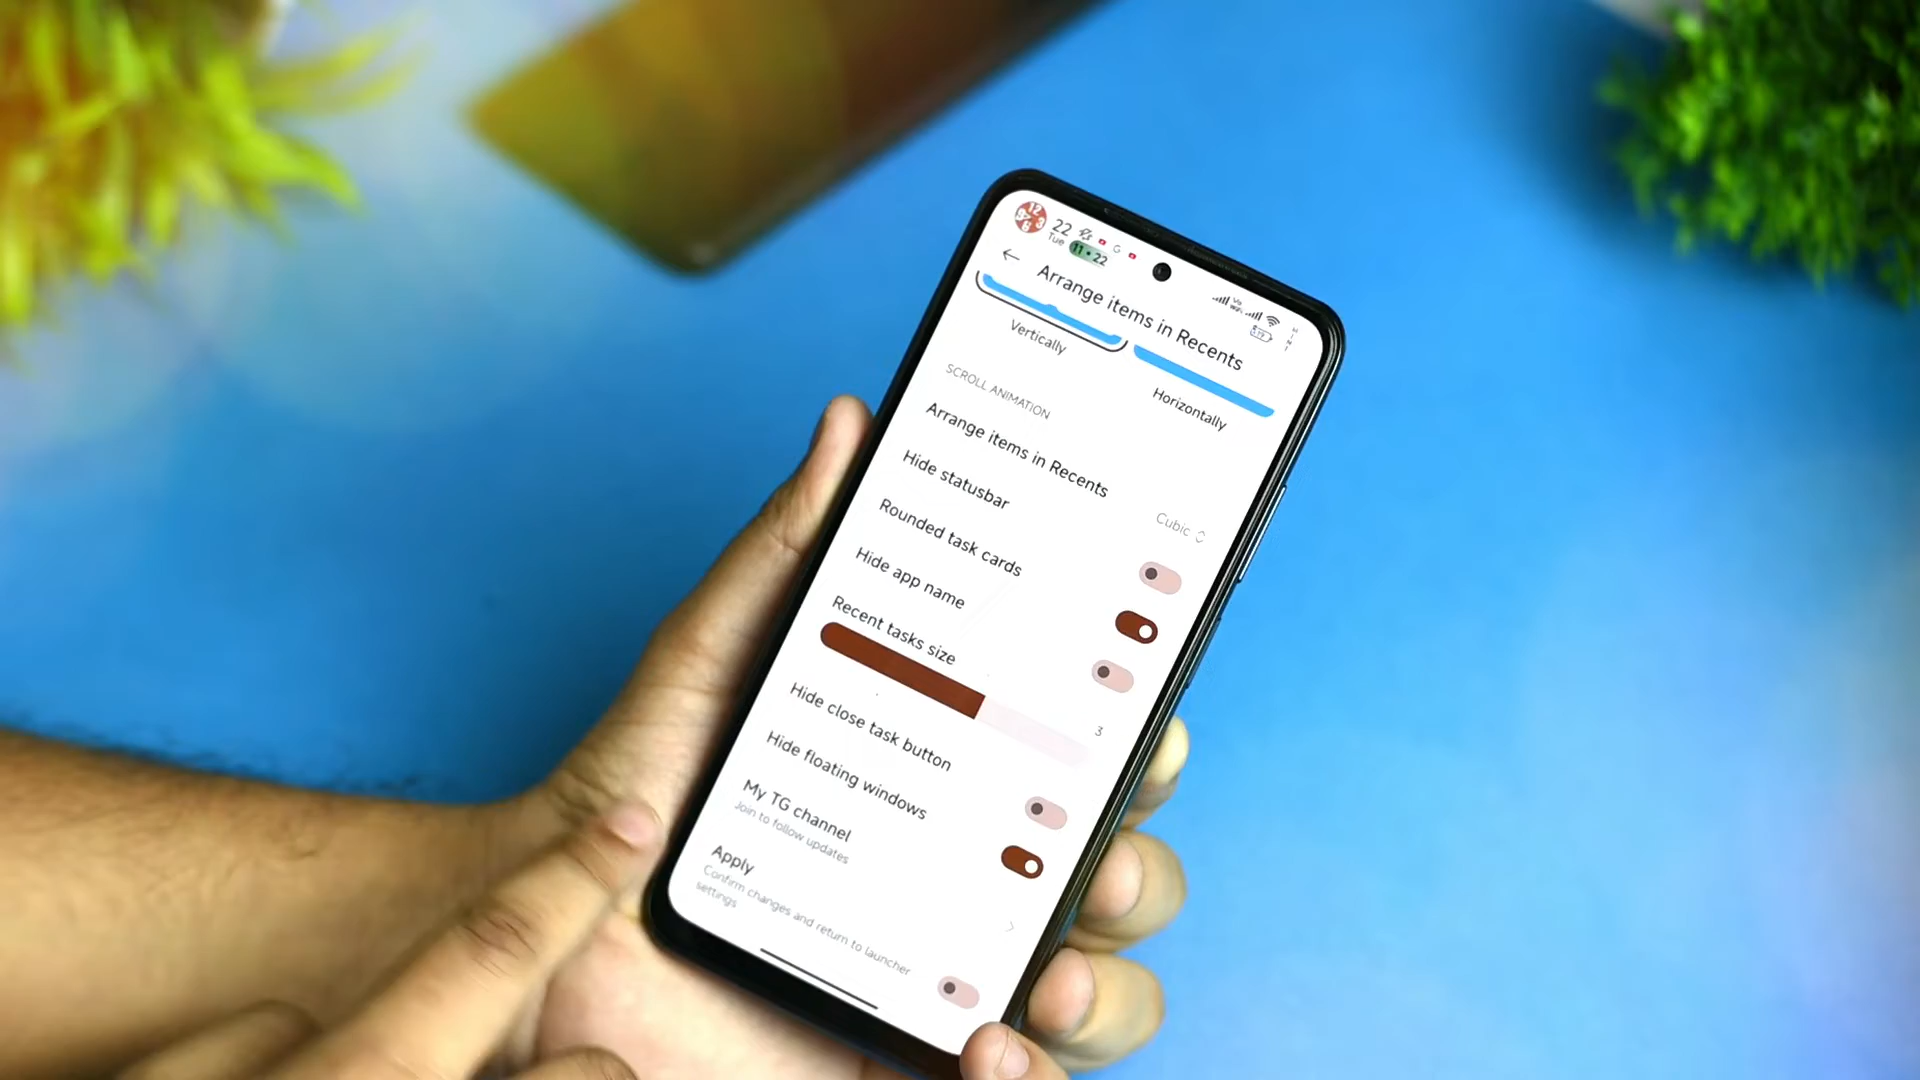 22
Tue
11 • 22
Arrange items in Recents
Vertically
Horizontally
SCROLL ANIMATION
Arrange items in Recents
Cubic
Hide statusbar
Rounded task cards
Hide app name
Recent tasks size
3
Hide close task button
Hide floating windows
My TG channel
Join to follow updates
Apply
Confirm changes and return to launcher
settings